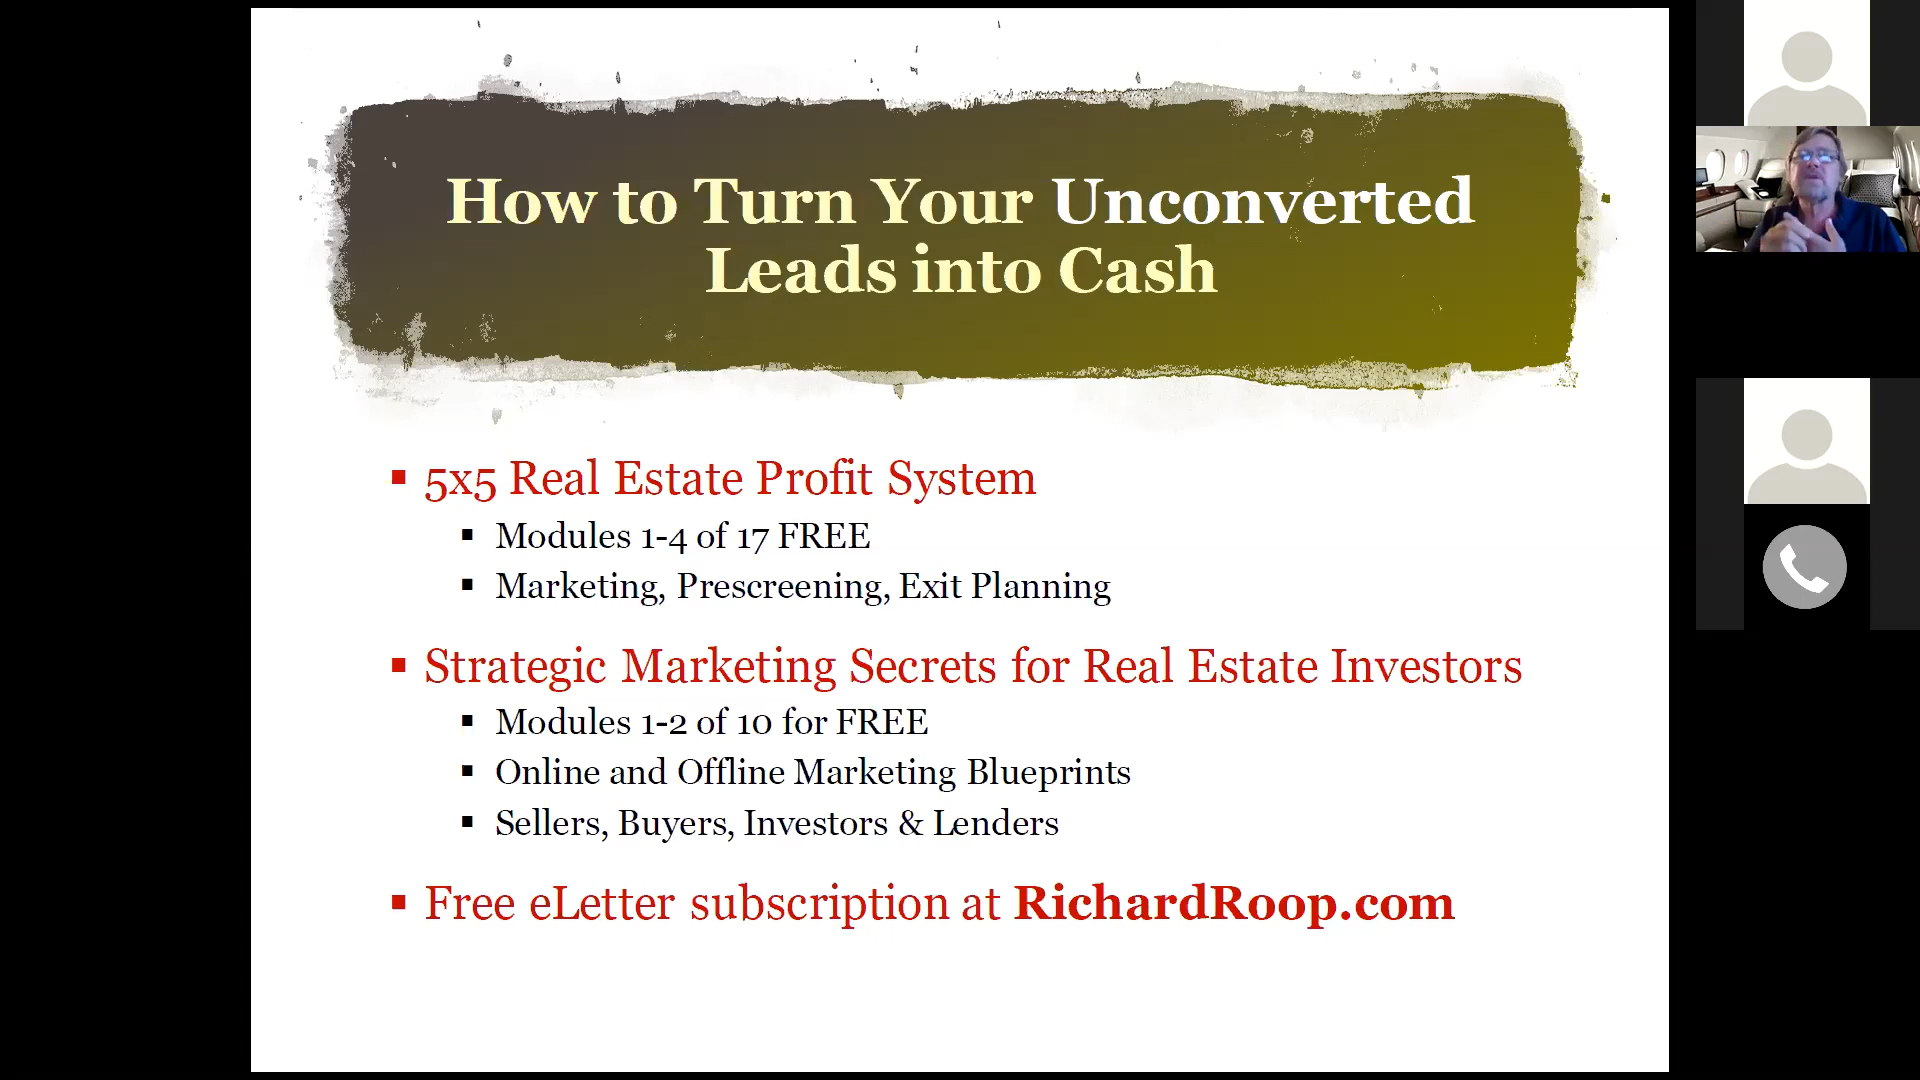 How to Turn Your Unconverted
Leads into Cash
5x5 Real Estate Profit System
Modules 1-4 of 17 FREE
Marketing, Prescreening, Exit Planning
Strategic Marketing Secrets for Real Estate Investors
Modules 1-2 of 10 for FREE
Online and Offline Marketing Blueprints
Sellers, Buyers, Investors & Lenders
Free eLetter subscription at RichardRoop.com